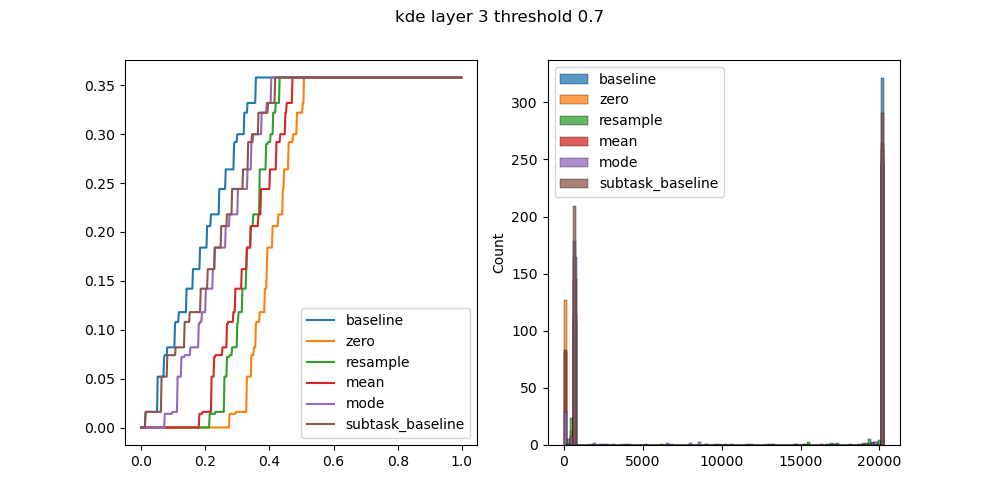 kde layer 3 threshold 0.7
0.35
0.30
0.25
0.20
0.15
0.10
0.05
0.00
0.0 0.2 0.4 0.6 0.8 1.0
baseline
zero
resample
mean
mode
subtask_baseline
Count
300
250
200
150
100
50
0
0 5000 10000 15000 20000
baseline
zero
resample
mean
mode
subtask_baseline